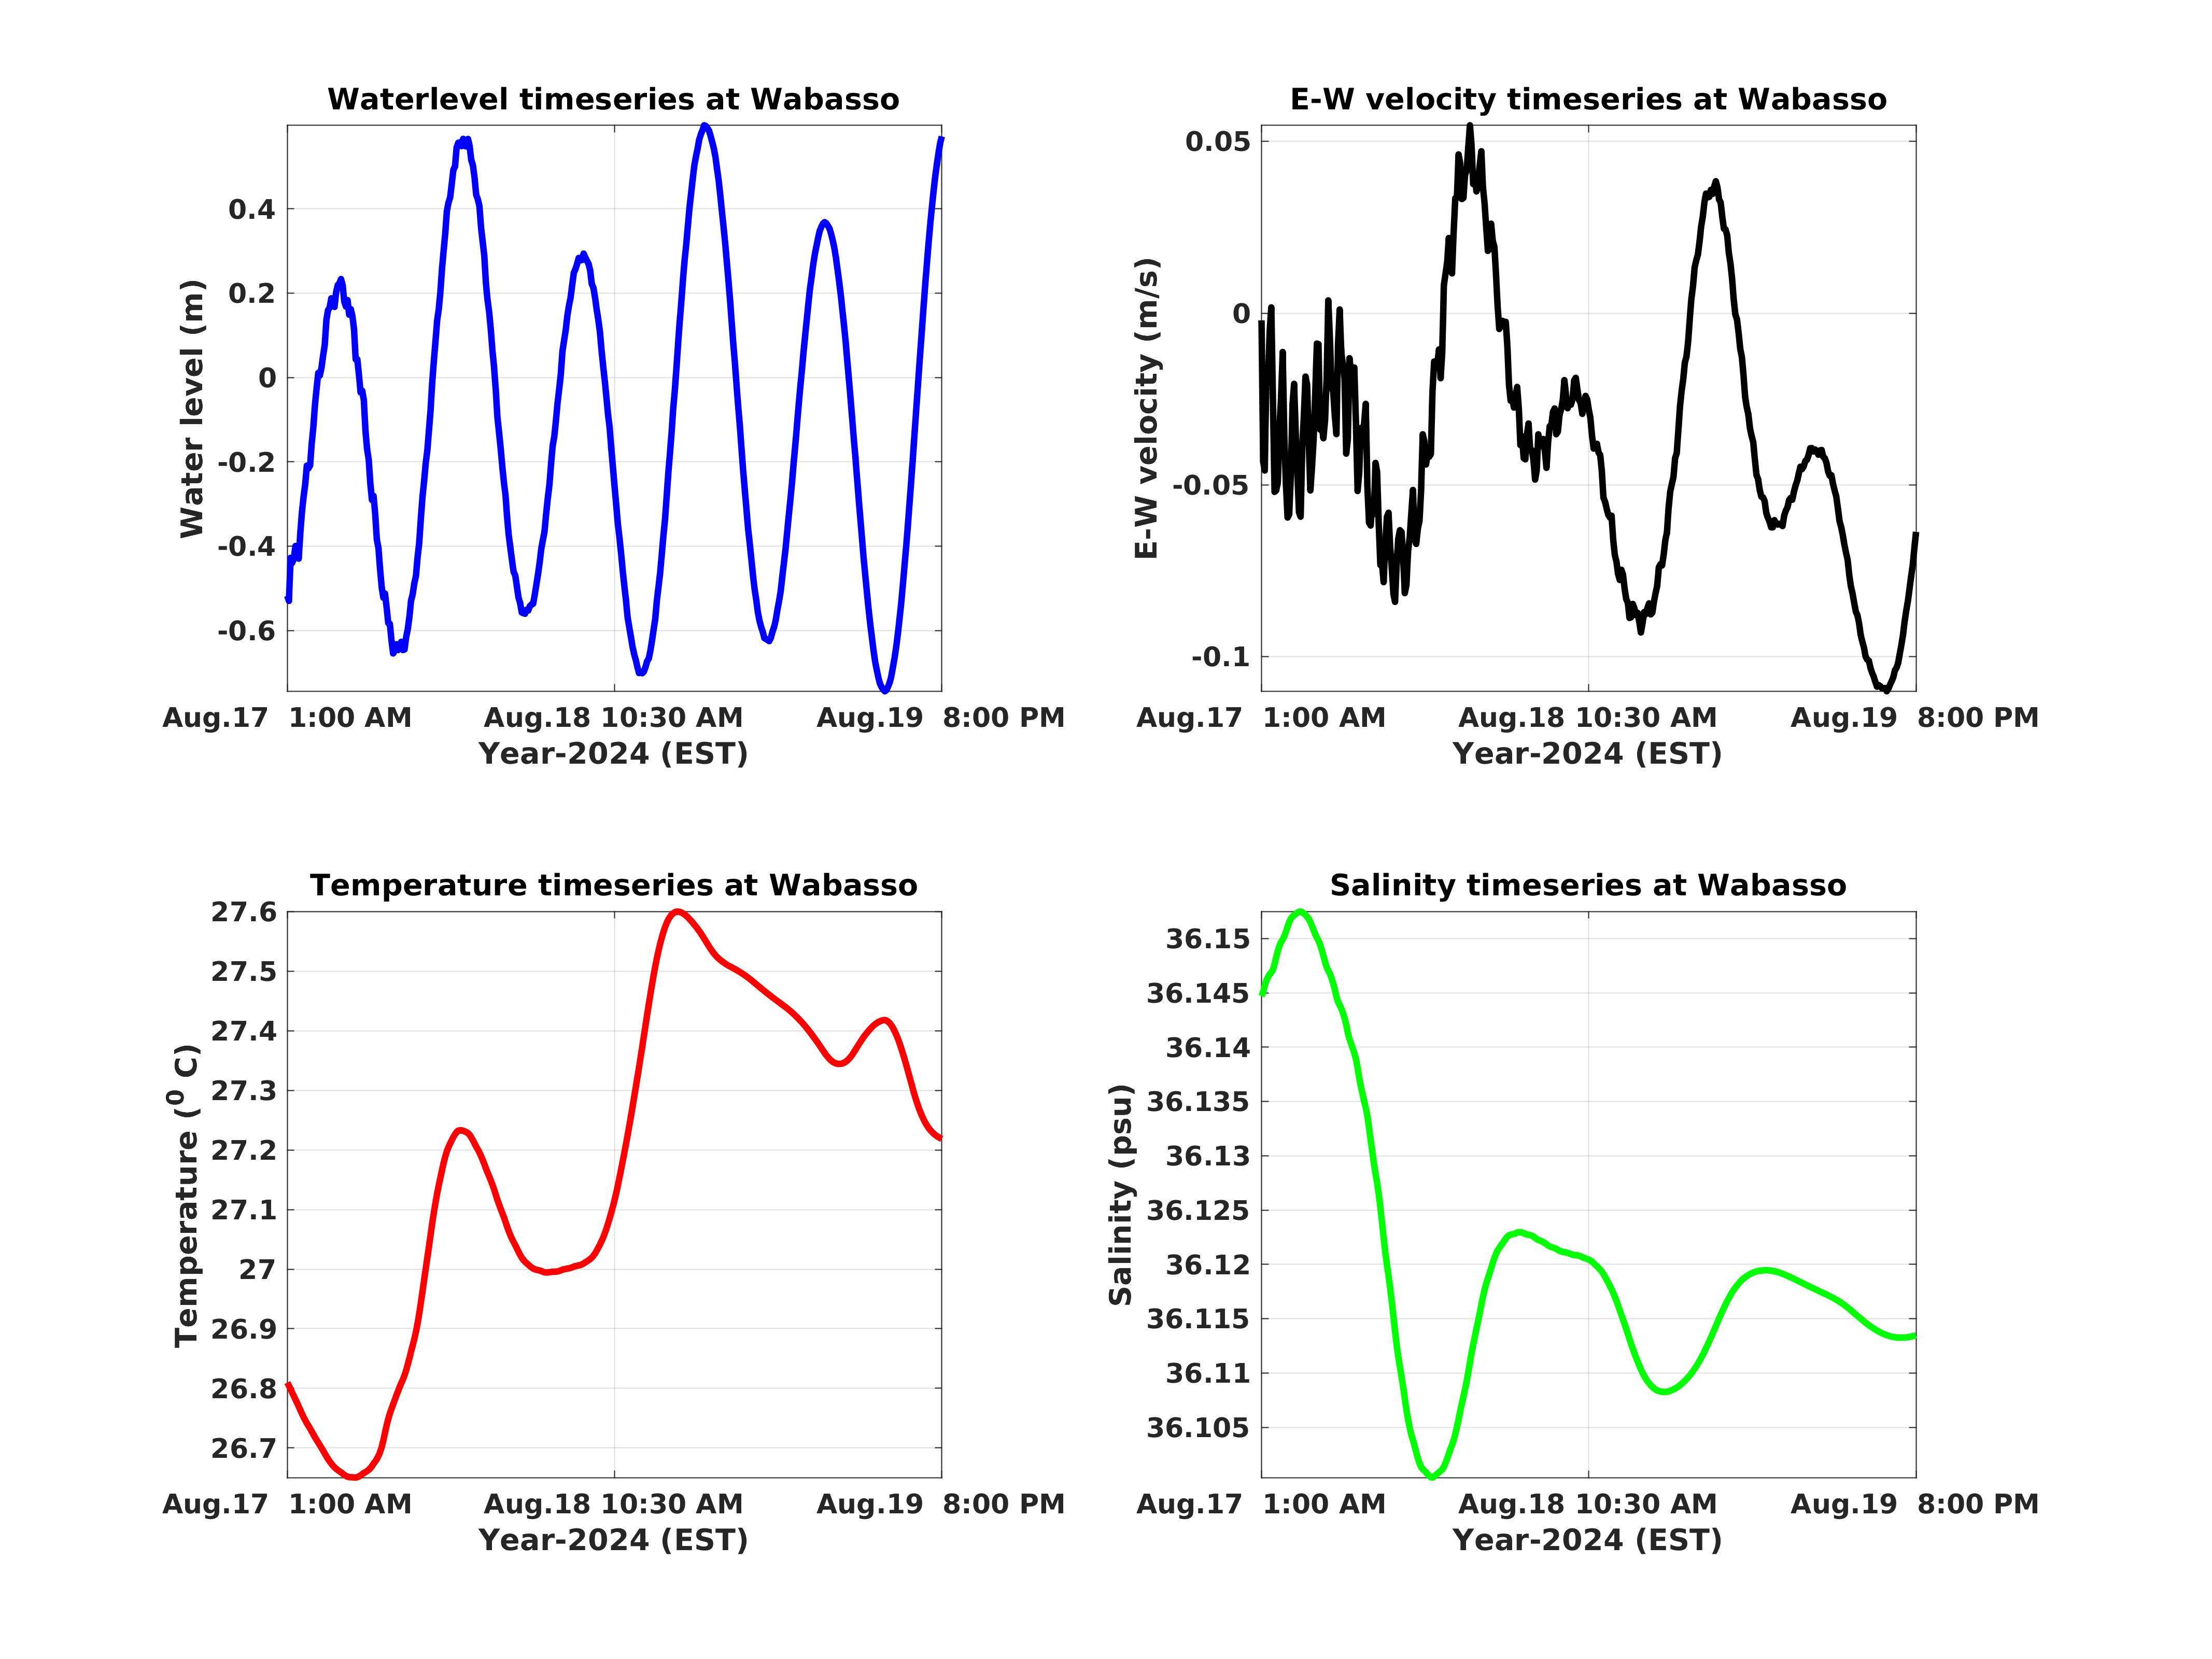 Waterlevel timeseries at Wabasso
Water level (m)
0.4
0.2
0
-0.2
-0.4
-0.6
Aug.17 1:00 AM Aug.18 10:30 AM Aug.19 8:00 PM
Year-2024 (EST)
E-W velocity timeseries at Wabasso
E-W velocity (m/s)
0.05
0
-0.05
-0.1
Aug.17 1:00 AM Aug.18 10:30 AM Aug.19 8:00 PM
Year-2024 (EST)
Temperature timeseries at Wabasso
Temperature (⁰ C)
27.6
27.5
27.4
27.3
27.2
27.1
27
26.9
26.8
26.7
Aug.17 1:00 AM Aug.18 10:30 AM Aug.19 8:00 PM
Year-2024 (EST)
Salinity timeseries at Wabasso
Salinity (psu)
36.15
36.145
36.14
36.135
36.13
36.125
36.12
36.115
36.11
36.105
Aug.17 1:00 AM Aug.18 10:30 AM Aug.19 8:00 PM
Year-2024 (EST)